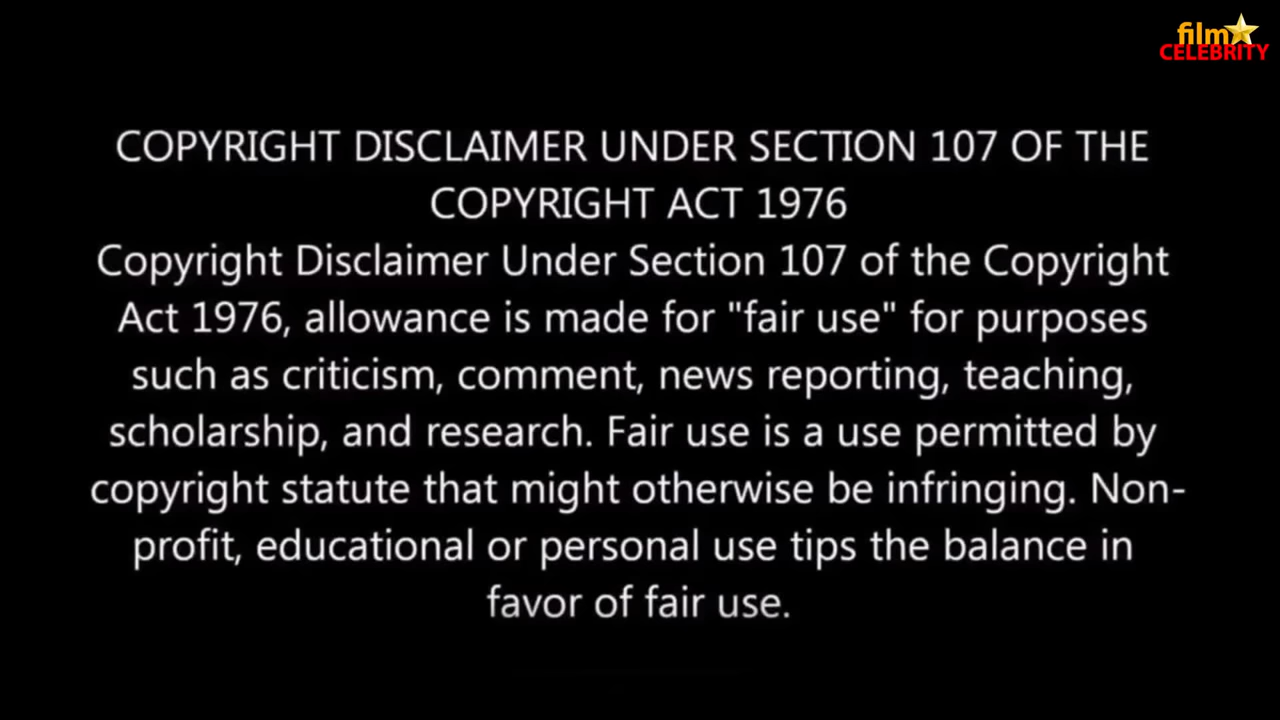 film
CELEBRITY
COPYRIGHT DISCLAIMER UNDER SECTION 107 OF THE
COPYRIGHT ACT 1976
Copyright Disclaimer Under Section 107 of the Copyright
Act 1976, allowance is made for "fair use" for purposes
such as criticism, comment, news reporting, teaching,
scholarship, and research. Fair use is a use permitted by
copyright statute that might otherwise be infringing. Non-
profit, educational or personal use tips the balance in
favor of fair use.